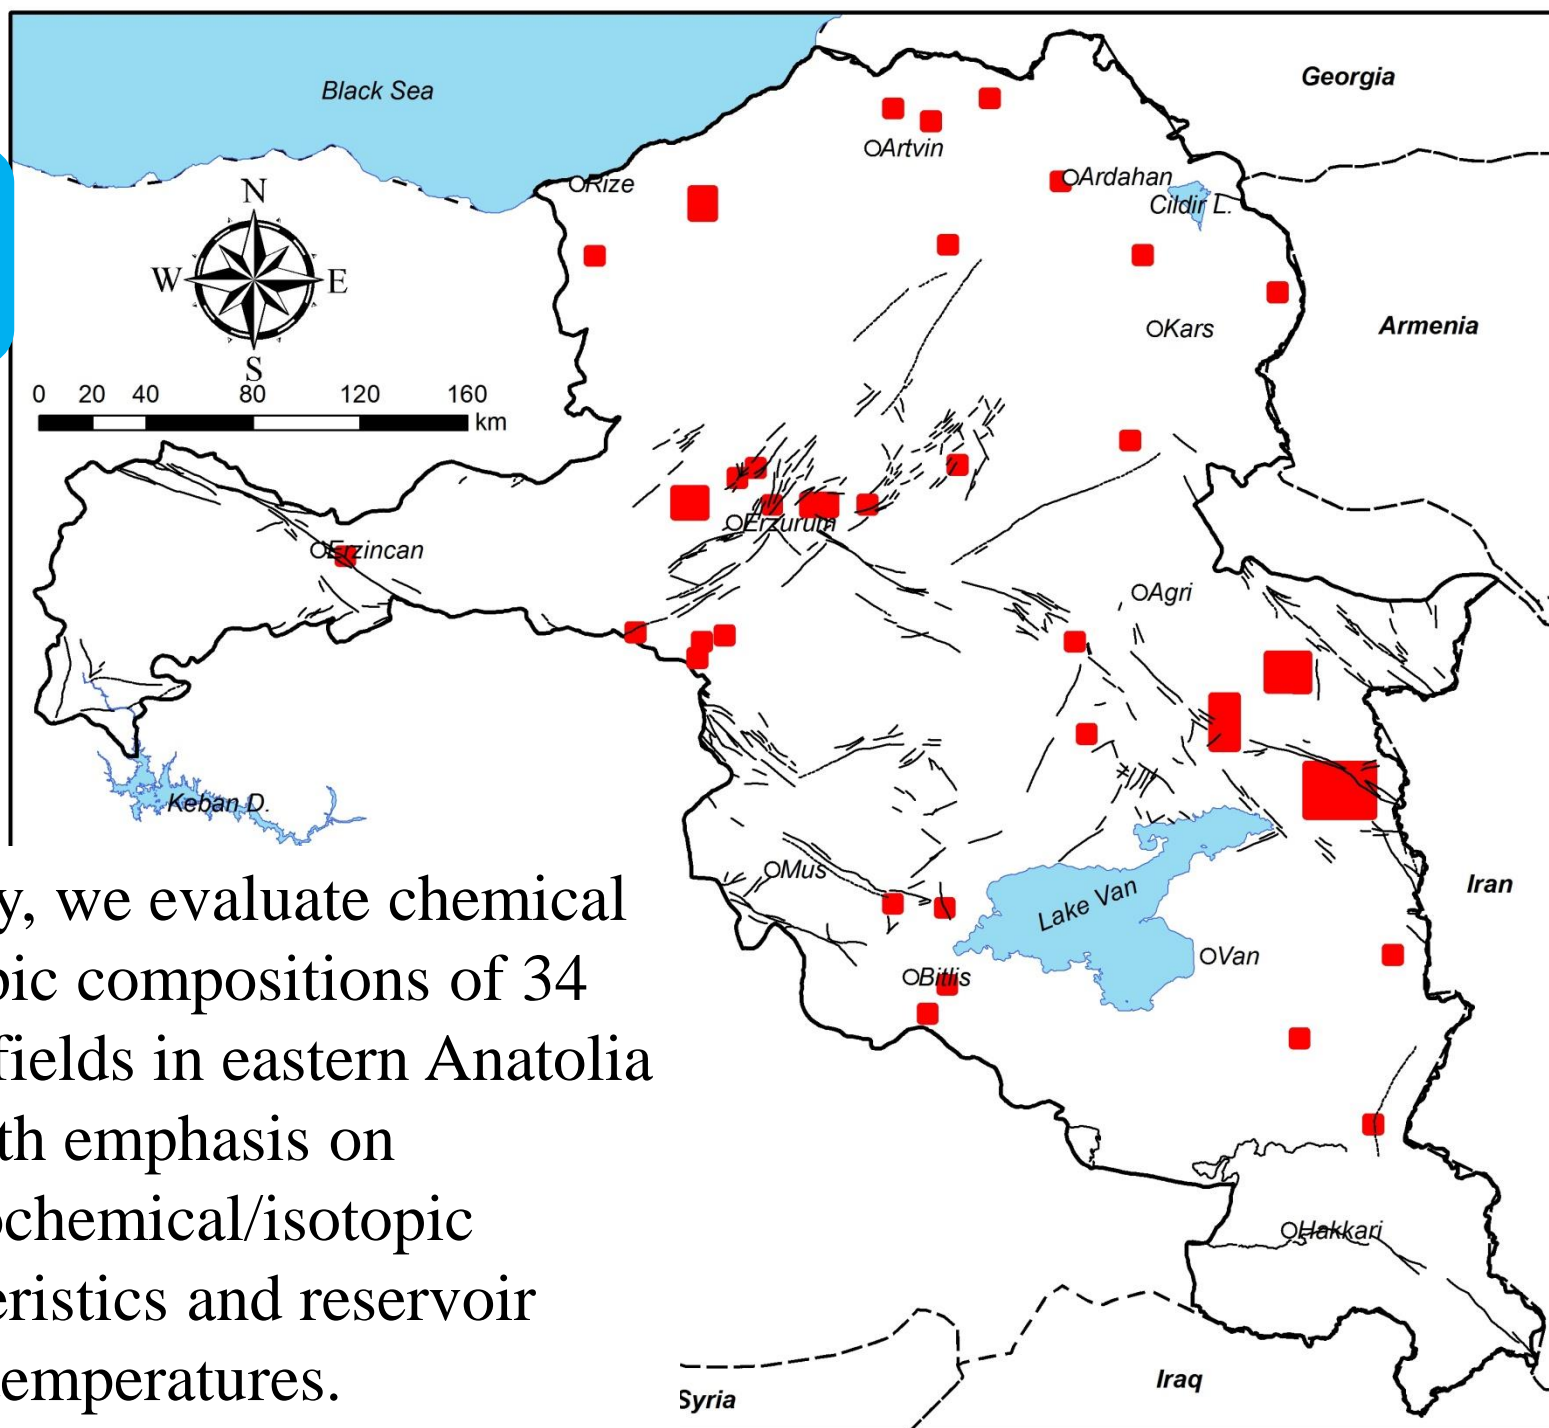 Black Sea
Georgia
Artvin
Rize
Ardahan
Cildir L.
N
W E
S
Kars
Armenia
0 20 40 80 120 160
km
Erzurum
Erzincan
Agri
Keban D.
Mus
Iran
Lake Van
Van
Bitlis
y, we evaluate chemical
pic compositions of 34
fields in eastern Anatolia
th emphasis on
ochemical/isotopic
eristics and reservoir
temperatures.
Hakkari
Iraq
Syria